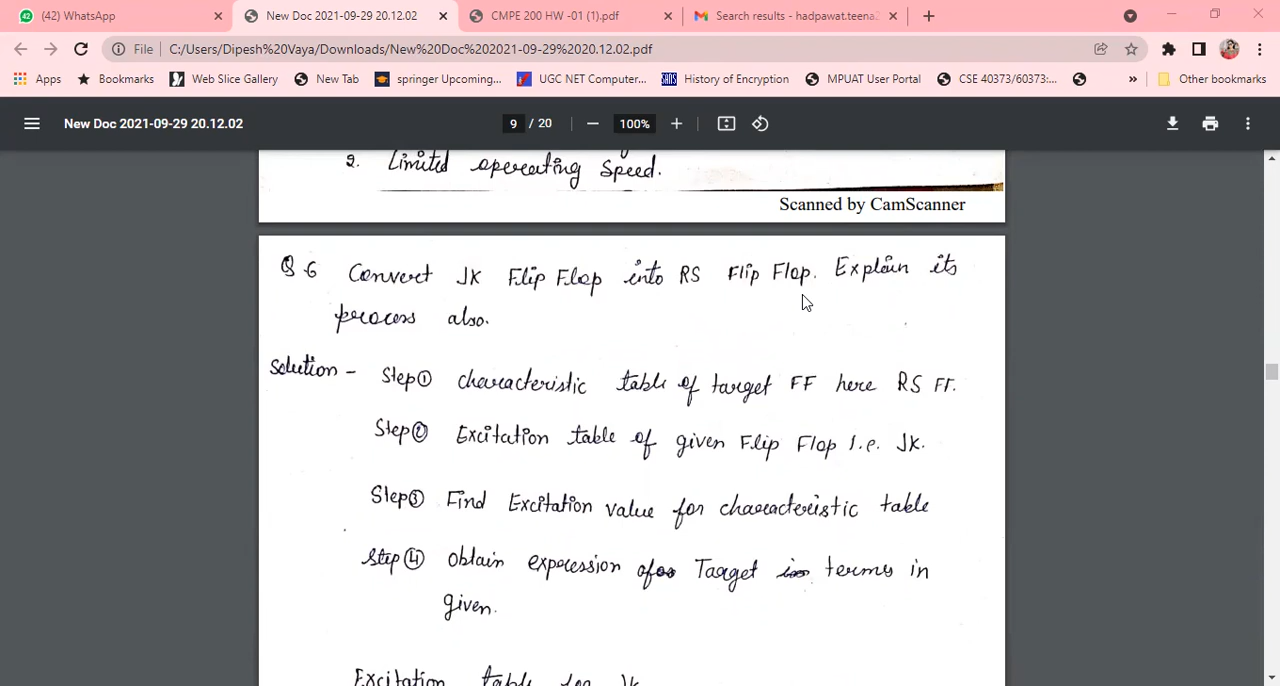 (42) WhatsApp
New Doc 2021-09-29 20.12.02
CMPE 200 HW -01 (1).pdf
Search results - hadpawat.teena2
File
C:/Users/Dipesh%20Vaya/Downloads/New%20Doc%202021-09-29%2020.12.02.pdf
Apps
Bookmarks
Web Slice Gallery
New Tab
springer Upcoming...
UGC NET Computer...
History of Encryption
MPUAT User Portal
CSE 40373/60373:...
»
Other bookmarks
New Doc 2021-09-29 20.12.02
9 / 20
100%
2. Limited operating Speed.
Scanned by CamScanner
Q 6 Convert JK Flip Flop into RS Flip Flop. Explain its
process also.
Solution - Step① characteristic table of target FF here RS FF.
Step② Excitation table of given Flip Flop I.e. JK.
Step③ Find Excitation value for characteristic table
Step④ obtain expression of Target in terms in
given.
Excitation table for JK